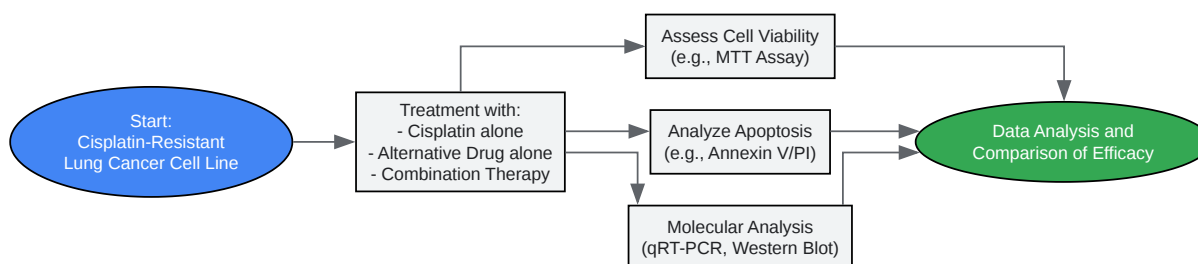 Start:
Cisplatin-Resistant
Lung Cancer Cell Line
Treatment with:
- Cisplatin alone
- Alternative Drug alone
- Combination Therapy
Assess Cell Viability
(e.g., MTT Assay)
Analyze Apoptosis
(e.g., Annexin V/PI)
Molecular Analysis
(qRT-PCR, Western Blot)
Data Analysis and
Comparison of Efficacy